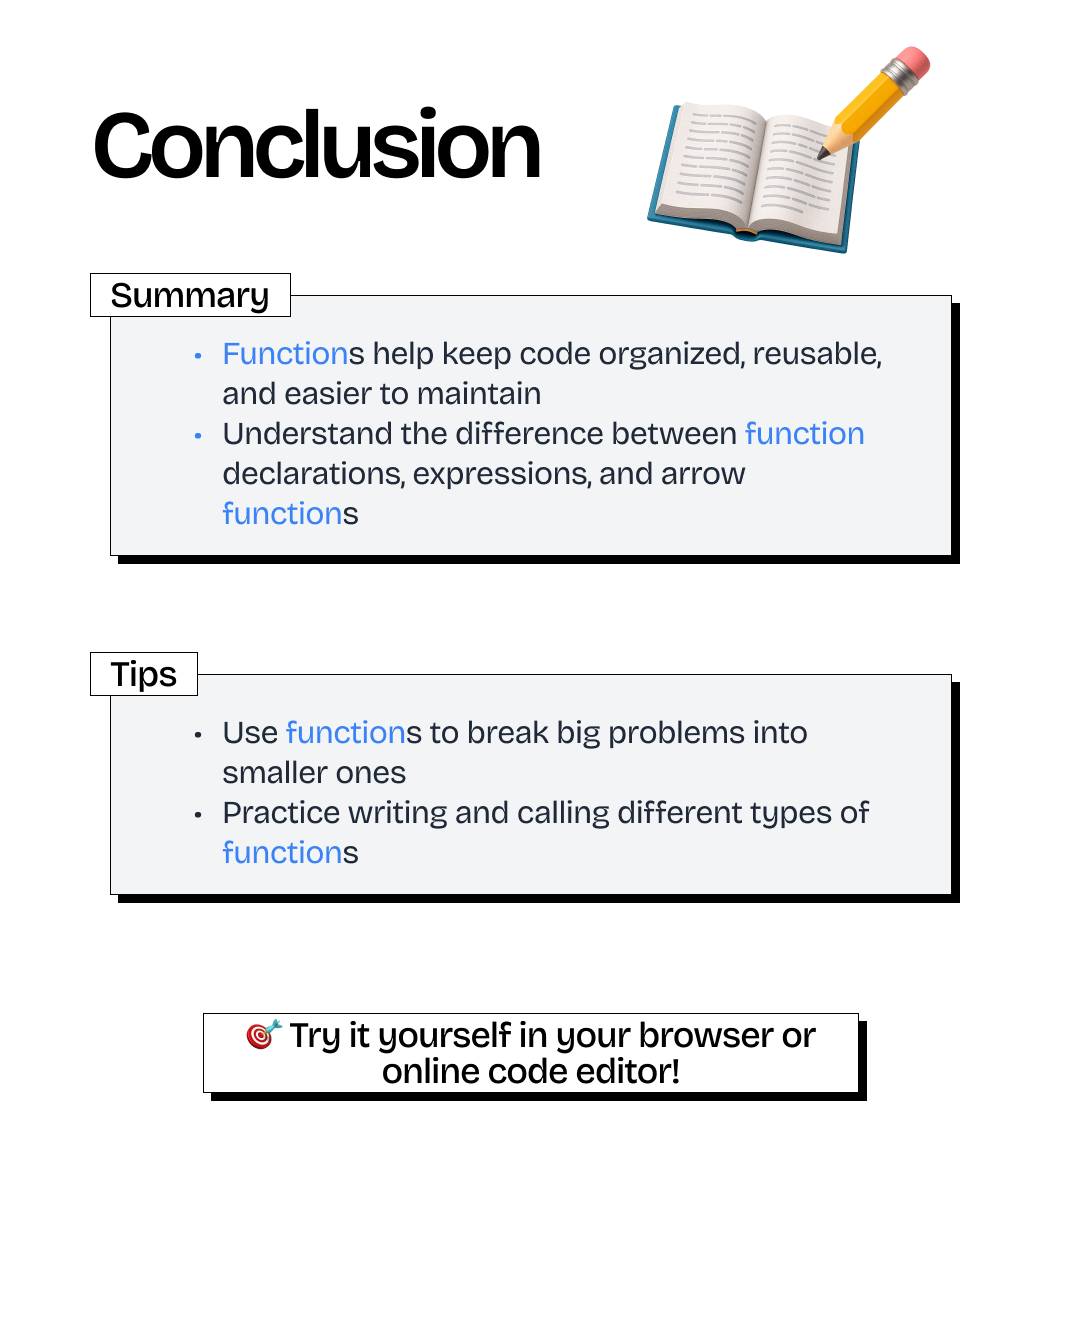 Conclusion
Summary
• Functions help keep code organized, reusable,
and easier to maintain
• Understand the difference between function
declarations, expressions, and arrow
functions
Tips
• Use functions to break big problems into
smaller ones
• Practice writing and calling different types of
functions
🎯 Try it yourself in your browser or
online code editor!